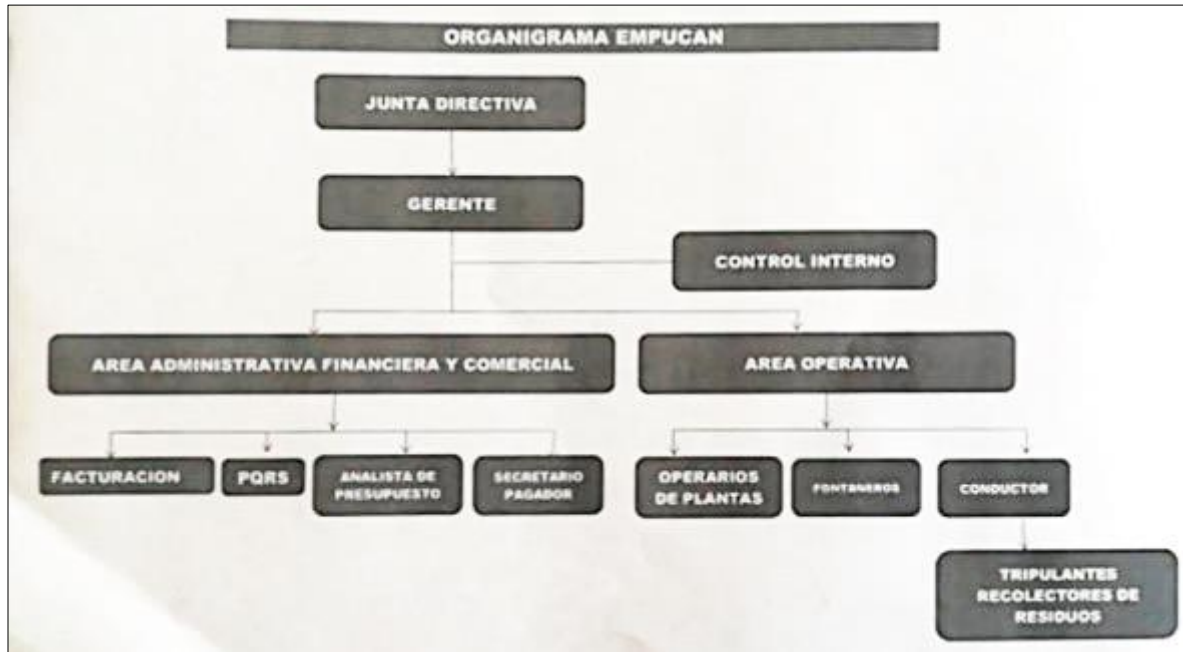 ORGANIGRAMA EMPUCAN
JUNTA DIRECTIVA
GERENTE
CONTROL INTERNO
AREA ADMINISTRATIVA FINANCIERA Y COMERCIAL
AREA OPERATIVA
FACTURACION
PQRS
ANALISTA DE
PRESUPUESTO
SECRETARIO
PAGADOR
OPERARIOS
DE PLANTAS
FONTANEROS
CONDUCTOR
TRIPULANTES
RECOLECTORES DE
RESIDUOS